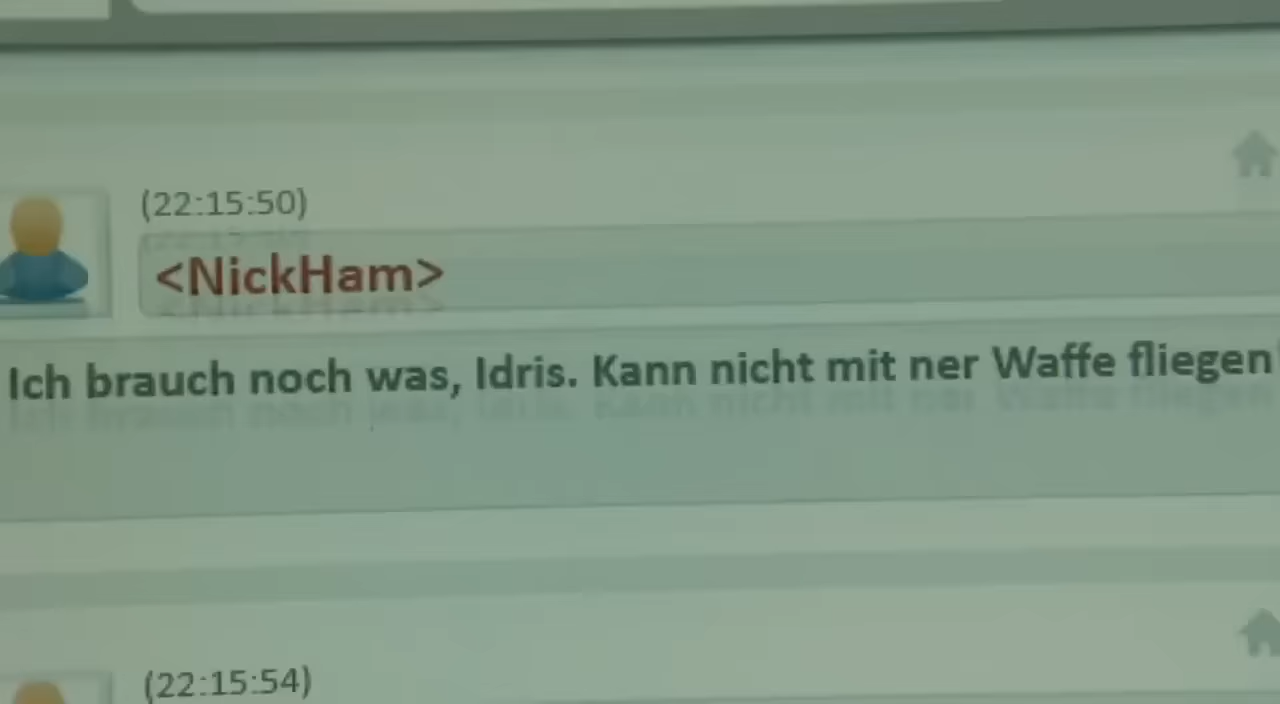 (22:15:50)
<NickHam>
Ich brauch noch was, Idris. Kann nicht mit ner Waffe fliegen
(22:15:54)